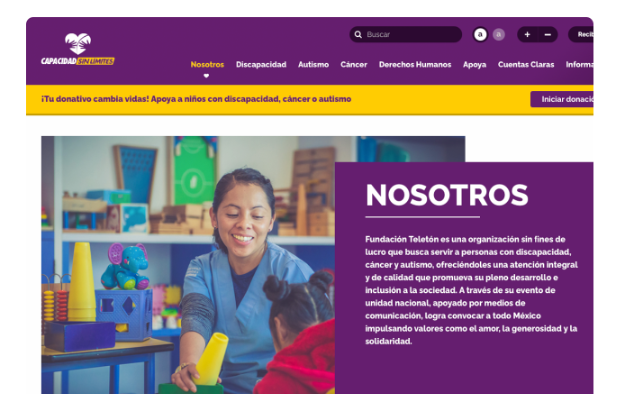 Buscar
a
a
+ −
CAPACIDAD SIN LÍMITES
Nosotros Discapacidad Autismo Cáncer Derechos Humanos Apoya Cuentas Claras
¡Tu donativo cambia vidas! Apoya a niños con discapacidad, cáncer o autismo
Iniciar
NOSOTROS
Fundación Teletón es una organización sin fines de
lucro que busca servir a personas con discapacidad,
cáncer y autismo, ofreciéndoles una atención integral
y de calidad que promueva su pleno desarrollo e
inclusión a la sociedad. A través de su evento de
unidad nacional, apoyado por medios de
comunicación, logra convocar a todo México
impulsando valores como el amor, la generosidad y la
solidaridad.